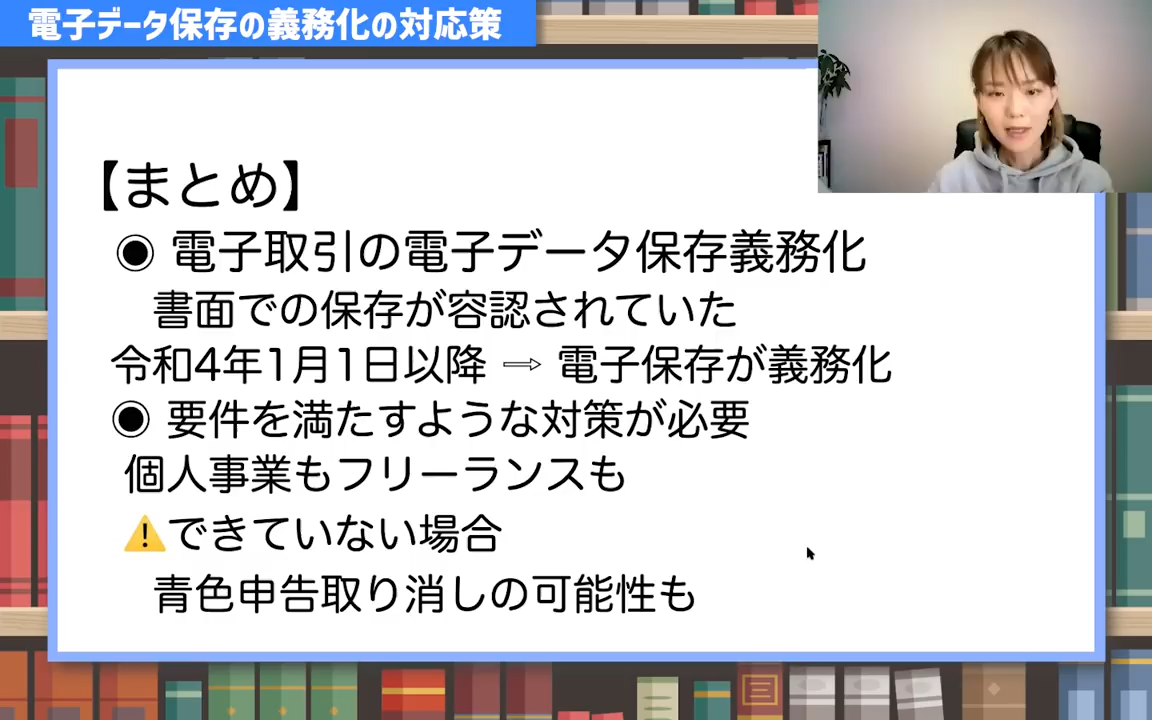 電子データ保存の義務化の対応策
【まとめ】
◉ 電子取引の電子データ保存義務化
書面での保存が容認されていた
令和4年1月1日以降 ⇨ 電子保存が義務化
◉ 要件を満たすような対策が必要
個人事業もフリーランスも
⚠️できていない場合
青色申告取り消しの可能性も